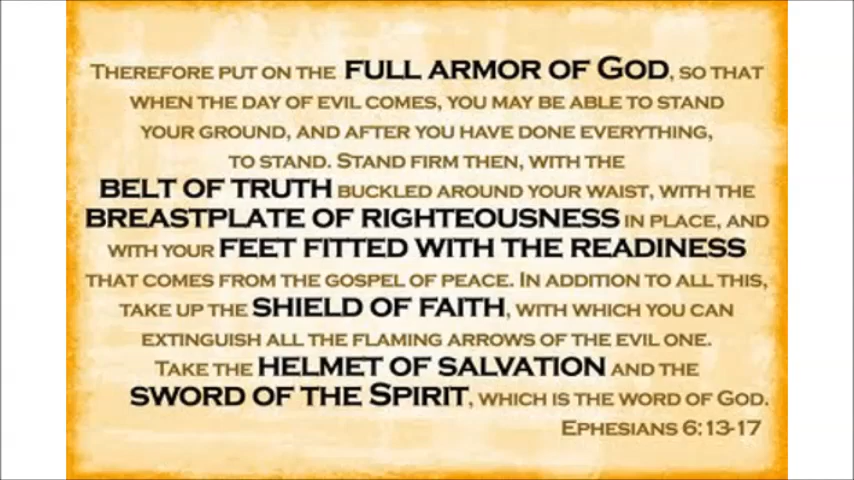 THEREFORE PUT ON THE FULL ARMOR OF GOD, SO THAT
WHEN THE DAY OF EVIL COMES, YOU MAY BE ABLE TO STAND
YOUR GROUND, AND AFTER YOU HAVE DONE EVERYTHING,
TO STAND. STAND FIRM THEN, WITH THE
BELT OF TRUTH BUCKLED AROUND YOUR WAIST, WITH THE
BREASTPLATE OF RIGHTEOUSNESS IN PLACE, AND
WITH YOUR FEET FITTED WITH THE READINESS
THAT COMES FROM THE GOSPEL OF PEACE. IN ADDITION TO ALL THIS,
TAKE UP THE SHIELD OF FAITH, WITH WHICH YOU CAN
EXTINGUISH ALL THE FLAMING ARROWS OF THE EVIL ONE.
TAKE THE HELMET OF SALVATION AND THE
SWORD OF THE SPIRIT, WHICH IS THE WORD OF GOD.
EPHESIANS 6:13-17